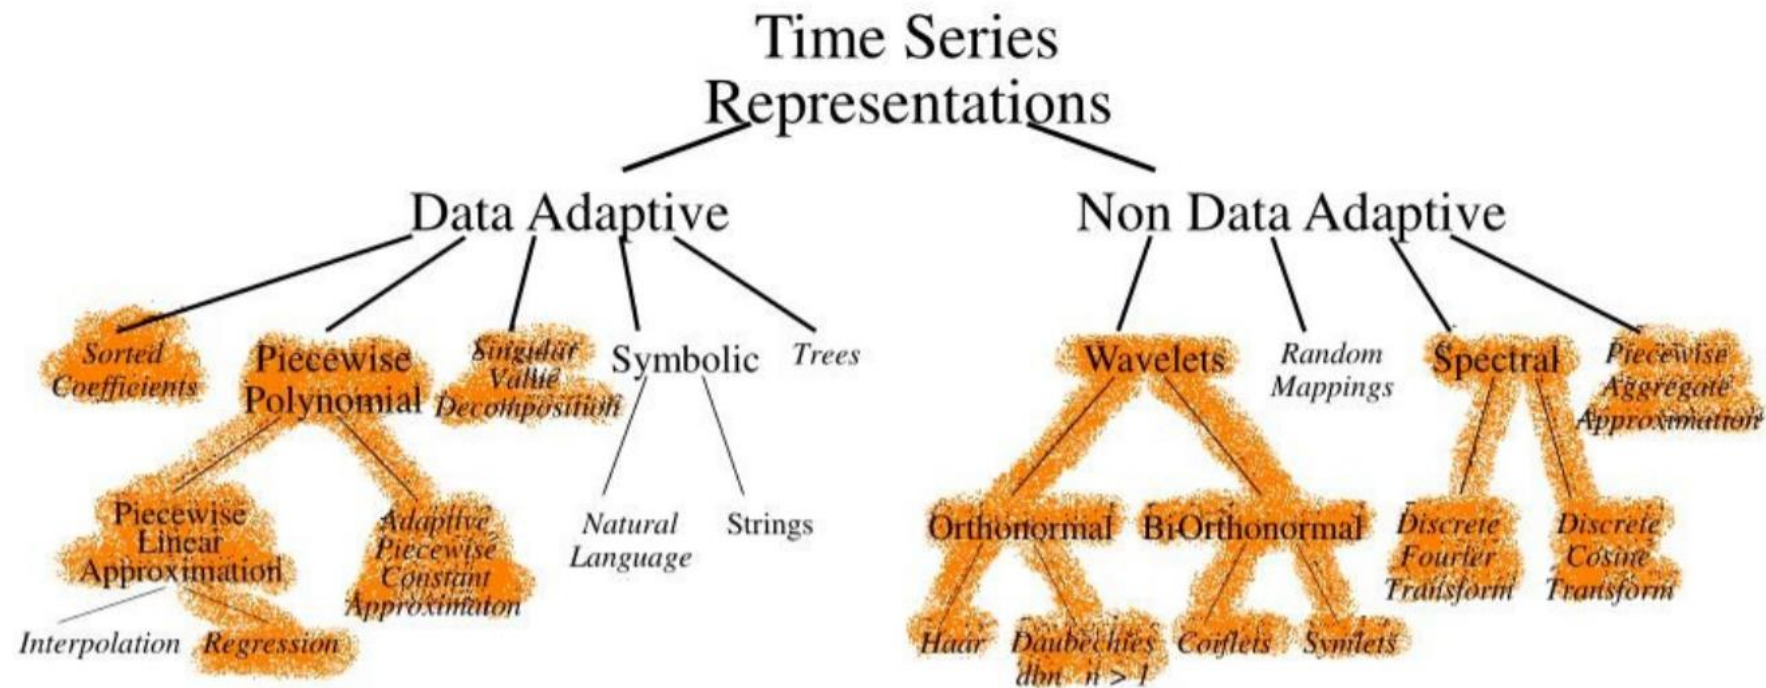 Time Series
Representations
Data Adaptive
Non Data Adaptive
Sorted
Coefficients
Piecewise
Polynomial
Singular
Value
Decomposition
Symbolic
Trees
Wavelets
Random
Mappings
Spectral
Piecewise
Aggregate
Approximation
Piecewise
Linear
Approximation
Adaptive
Piecewise
Constant
Approximaton
Natural
Language
Strings
Orthonormal
BiOrthonormal
Discrete
Fourier
Transform
Discrete
Cosine
Transform
Interpolation
Regression
Haar
Daubechies
dbn n > 1
Coiflets
Symlets